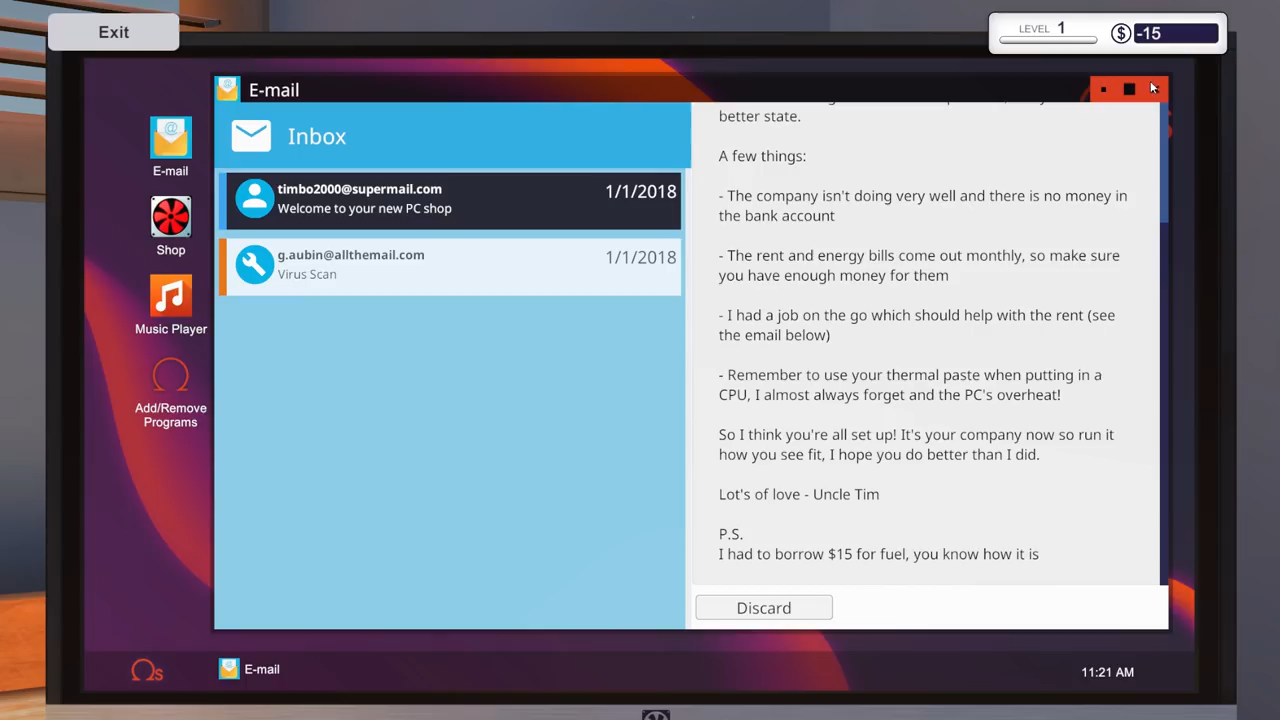 Exit
LEVEL 1
$ -15
E-mail
Inbox
E-mail
timbo2000@supermail.com 1/1/2018
Welcome to your new PC shop
g.aubin@allthemail.com 1/1/2018
Virus Scan
Shop
Music Player
Add/Remove
Programs
better state.
A few things:
- The company isn't doing very well and there is no money in
the bank account
- The rent and energy bills come out monthly, so make sure
you have enough money for them
- I had a job on the go which should help with the rent (see
the email below)
- Remember to use your thermal paste when putting in a
CPU, I almost always forget and the PC's overheat!
So I think you're all set up! It's your company now so run it
how you see fit, I hope you do better than I did.
Lot's of love - Uncle Tim
P.S.
I had to borrow $15 for fuel, you know how it is
Discard
Ωs
E-mail
11:21 AM